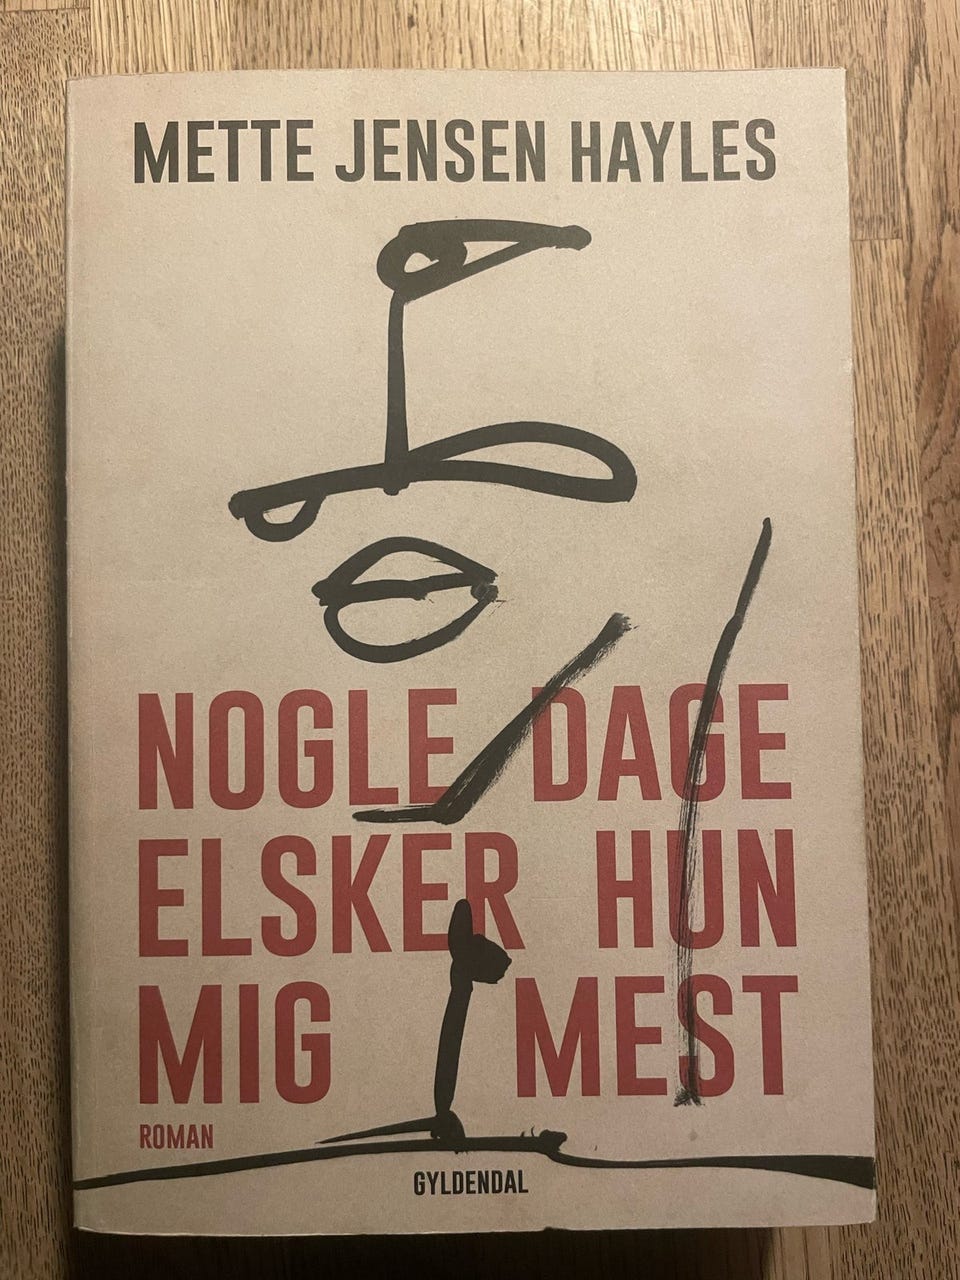 METTE JENSEN HAYLES
NOGLE DAGE
ELSKER HUN
MIG MEST
ROMAN
GYLDENDAL